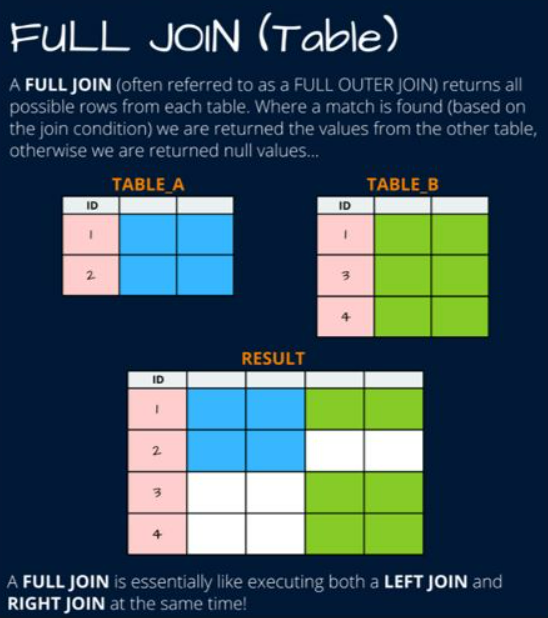 FULL JOIN (Table)
A FULL JOIN (often referred to as a FULL OUTER JOIN) returns all
possible rows from each table. Where a match is found (based on
the join condition) we are returned the values from the other table,
otherwise we are returned null values...
TABLE_A
ID
1
2
TABLE_B
ID
1
3
4
RESULT
ID
1
2
3
4
A FULL JOIN is essentially like executing both a LEFT JOIN and
RIGHT JOIN at the same time!